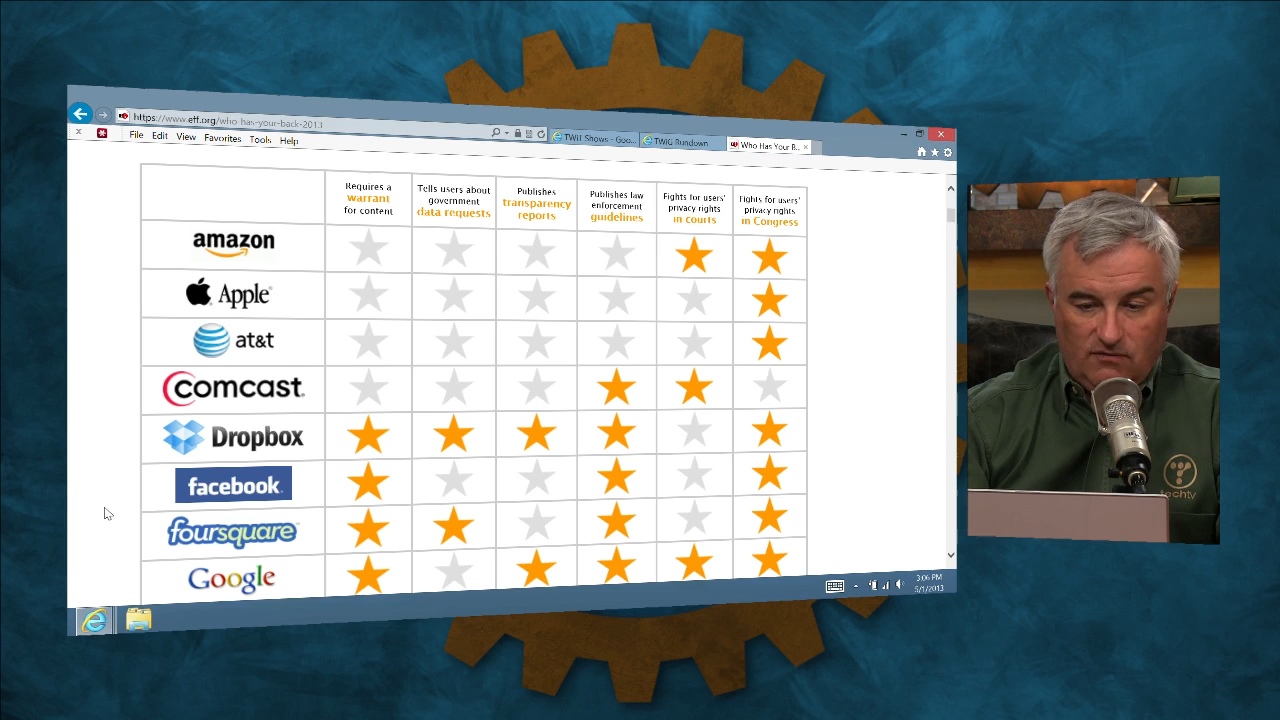 https://www.eff.org/who-has-your-back-2013
TWiT Shows - Goo...
TWiG Rundown
Who Has Your B...
File Edit View Favorites Tools Help
Requires a
warrant
for content
Tells users about
government
data requests
Publishes
transparency
reports
Publishes law
enforcement
guidelines
Fights for users'
privacy rights
in courts
Fights for users'
privacy rights
in Congress
amazon
Apple
at&t
comcast.
Dropbox
facebook
foursquare
Google
3:06 PM
5/1/2013
techtv